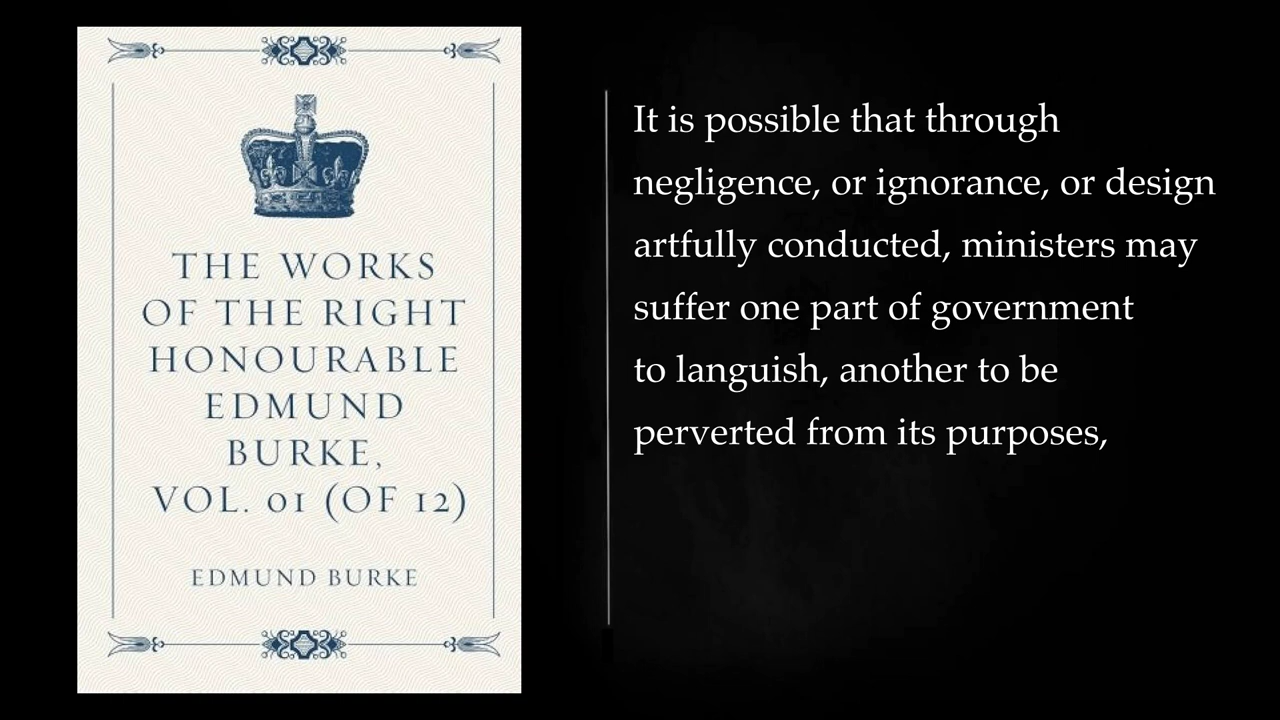 THE WORKS
OF THE RIGHT
HONOURABLE
EDMUND
BURKE,
VOL. 01 (OF 12)
EDMUND BURKE
It is possible that through
negligence, or ignorance, or design
artfully conducted, ministers may
suffer one part of government
to languish, another to be
perverted from its purposes,